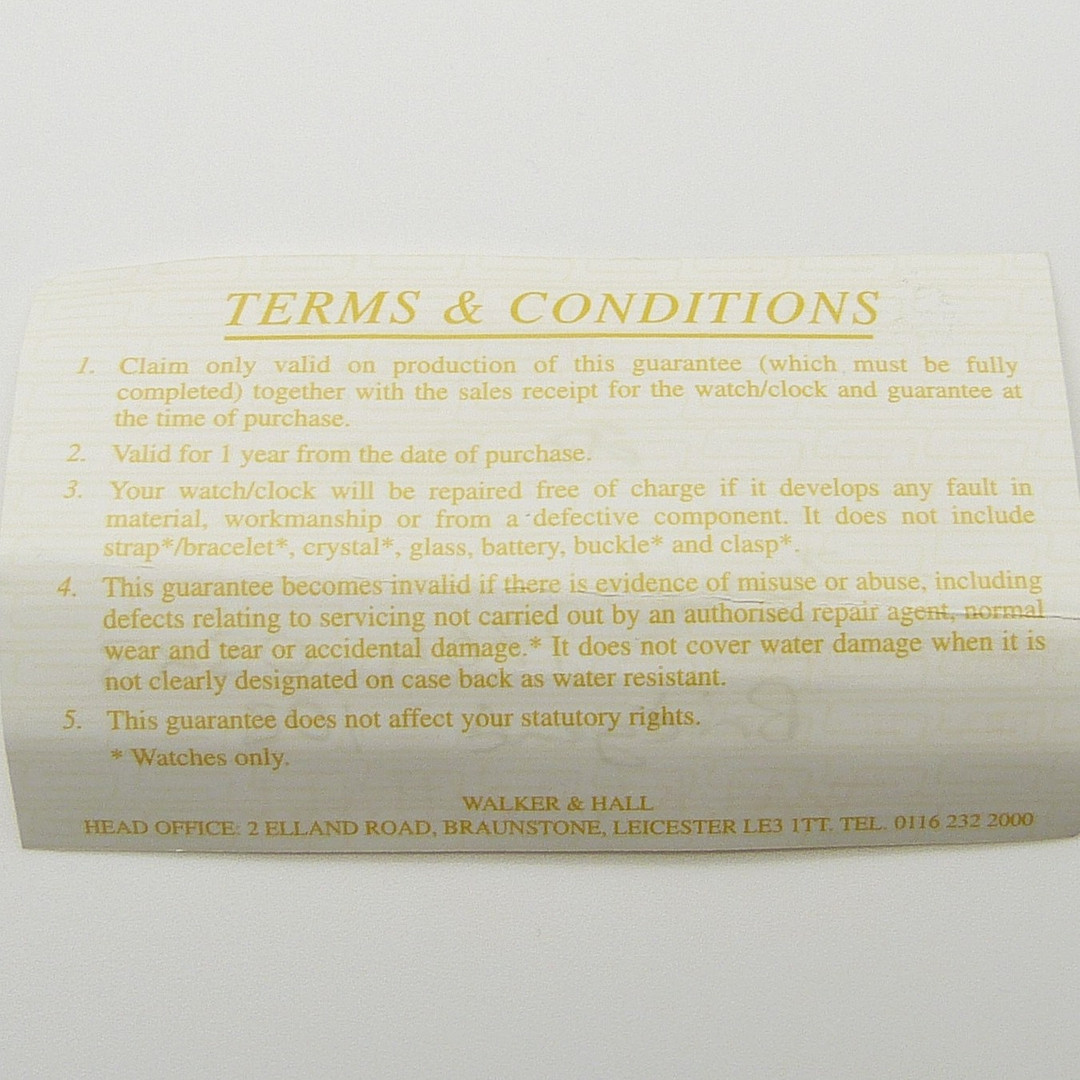 TERMS & CONDITIONS
1. Claim only valid on production of this guarantee (which must be fully
completed) together with the sales receipt for the watch/clock and guarantee at
the time of purchase.
2. Valid for 1 year from the date of purchase.
3. Your watch/clock will be repaired free of charge if it develops any fault in
material, workmanship or from a defective component. It does not include
strap*/bracelet*, crystal*, glass, battery, buckle* and clasp*.
4. This guarantee becomes invalid if there is evidence of misuse or abuse, including
defects relating to servicing not carried out by an authorised repair agent, normal
wear and tear or accidental damage.* It does not cover water damage when it is
not clearly designated on case back as water resistant.
5. This guarantee does not affect your statutory rights.
* Watches only.
WALKER & HALL
HEAD OFFICE: 2 ELLAND ROAD, BRAUNSTONE, LEICESTER LE3 1TT. TEL. 0116 232 2000